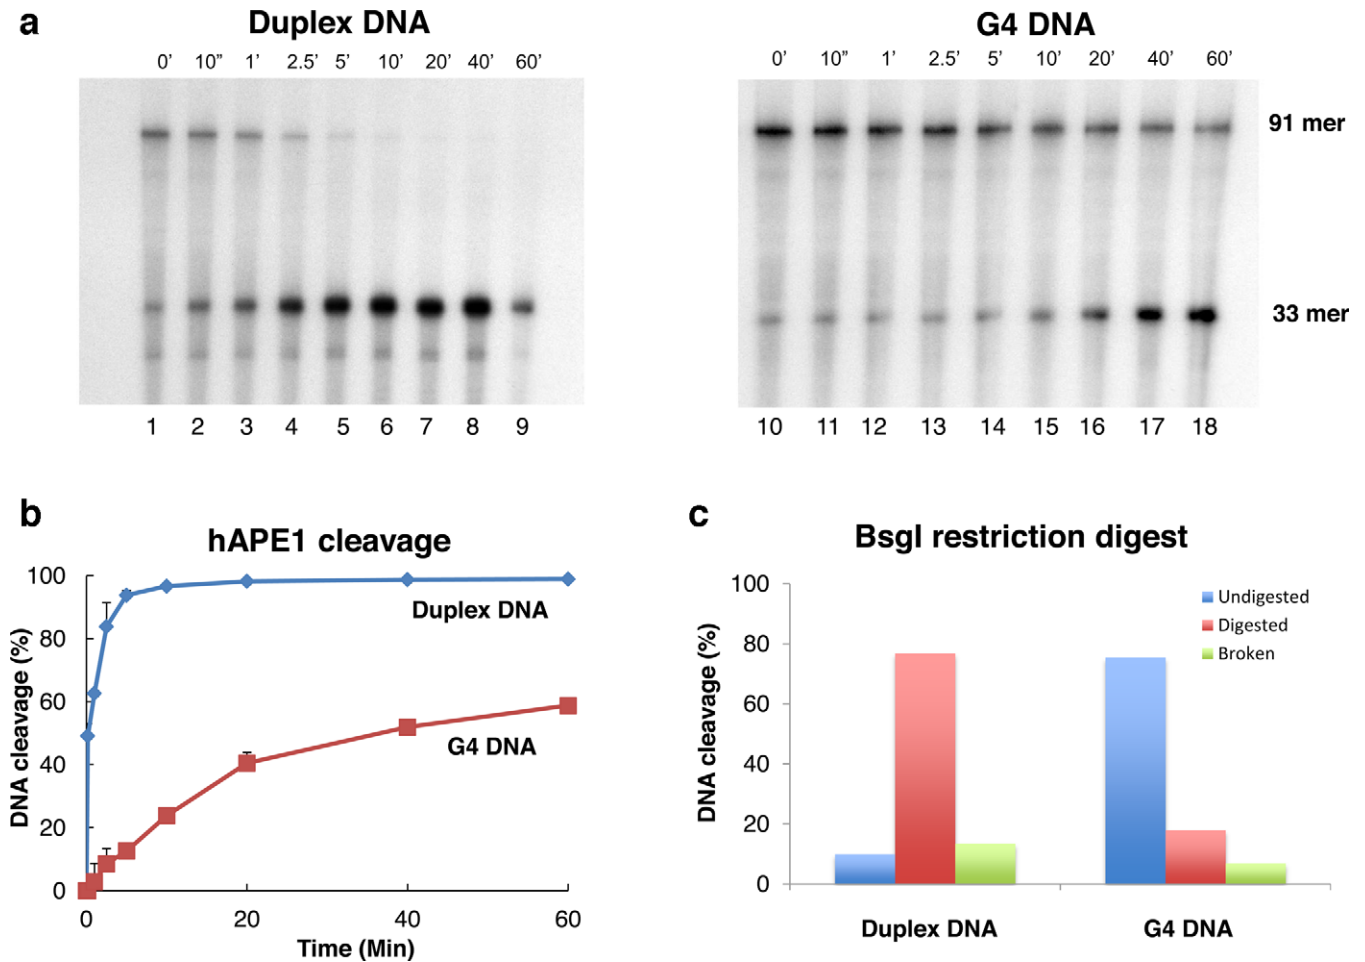 a
Duplex DNA
0’ 10” 1’ 2.5’ 5’ 10’ 20’ 40’ 60’
1 2 3 4 5 6 7 8 9
G4 DNA
0’ 10” 1’ 2.5’ 5’ 10’ 20’ 40’ 60’
91 mer
33 mer
10 11 12 13 14 15 16 17 18
b
hAPE1 cleavage
DNA cleavage (%)
100
80
60
40
20
0
Duplex DNA
G4 DNA
0 20 40 60
Time (Min)
c
BsgI restriction digest
DNA cleavage (%)
100
80
60
40
20
0
Undigested
Digested
Broken
Duplex DNA G4 DNA